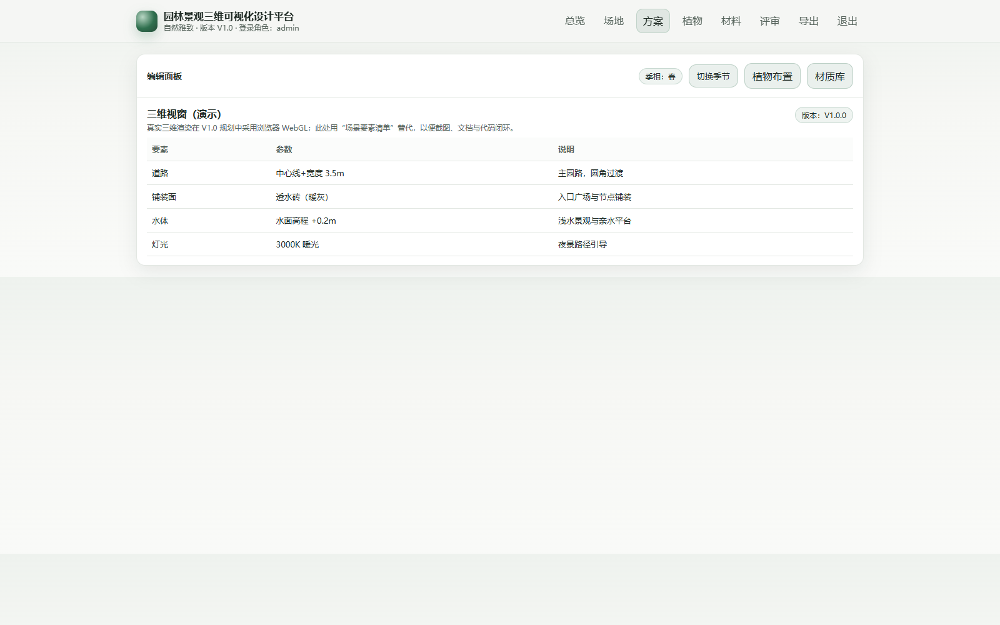 园林景观三维可视化设计平台
自然雅致 · 版本 V1.0 · 登录角色：admin
总览 场地 方案 植物 材料 评审 导出 退出
编辑面板
季相：春 切换季节 植物布置 材质库
三维视窗（演示）
版本：V1.0.0
真实三维渲染在 V1.0 规划中采用浏览器 WebGL；此处用“场景要素清单”替代，以便截图、文档与代码闭环。
要素 参数 说明
道路 中心线+宽度 3.5m 主园路，圆角过渡
铺装面 透水砖（暖灰） 入口广场与节点铺装
水体 水面高程 +0.2m 浅水景观与亲水平台
灯光 3000K 暖光 夜景路径引导